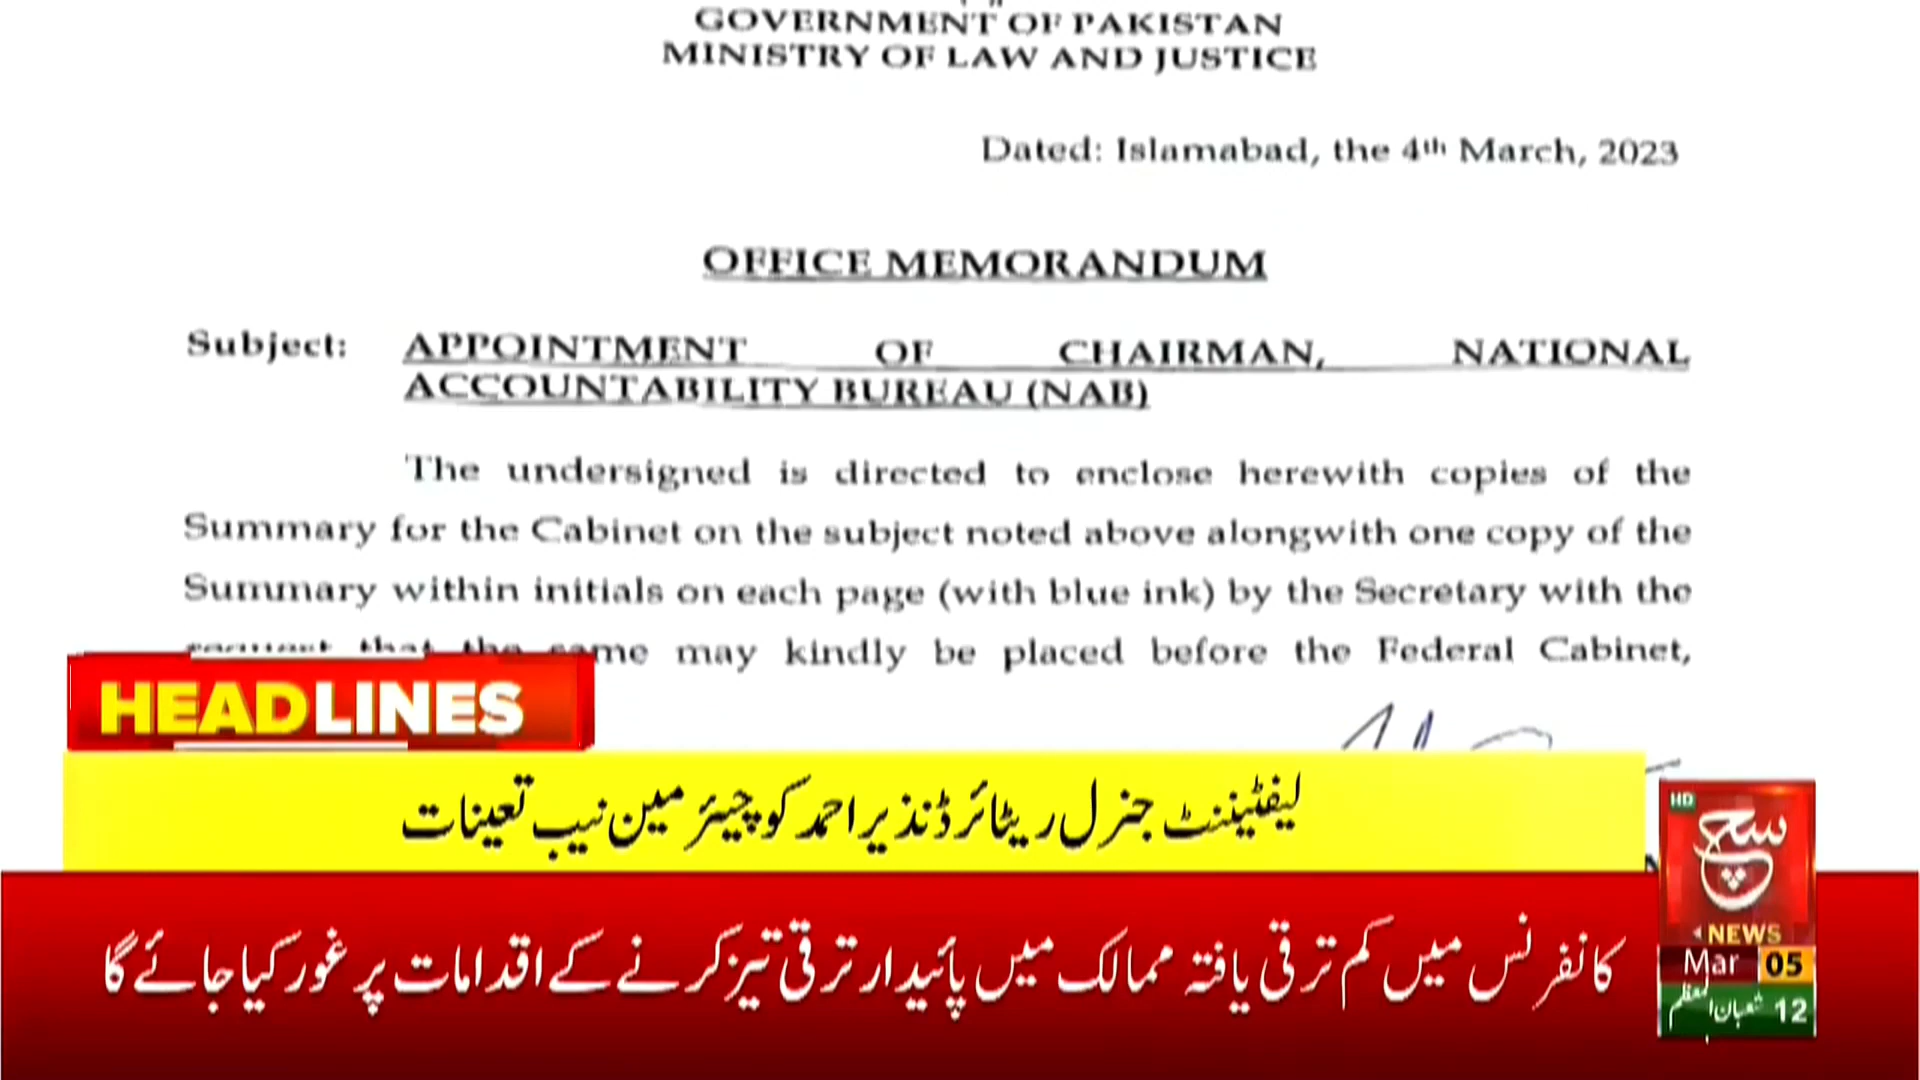 GOVERNMENT OF PAKISTAN
MINISTRY OF LAW AND JUSTICE
Dated: Islamabad, the 4th March, 2023
OFFICE MEMORANDUM
Subject: APPOINTMENT OF CHAIRMAN, NATIONAL
ACCOUNTABILITY BUREAU (NAB)
The undersigned is directed to enclose herewith copies of the
Summary for the Cabinet on the subject noted above alongwith one copy of the
Summary within initials on each page (with blue ink) by the Secretary with the
request that the same may kindly be placed before the Federal Cabinet,
HEADLINES
لیفٹیننٹ جنرل ریٹائرڈ نذیر احمد کو چیئرمین نیب تعینات
HD
سچ
NEWS
کانفرنس میں کم ترقی یافتہ ممالک میں پائیدار ترقی تیز کرنے کے اقدامات پر غور کیا جائے گا
Mar 05
12 شعبان المعظم